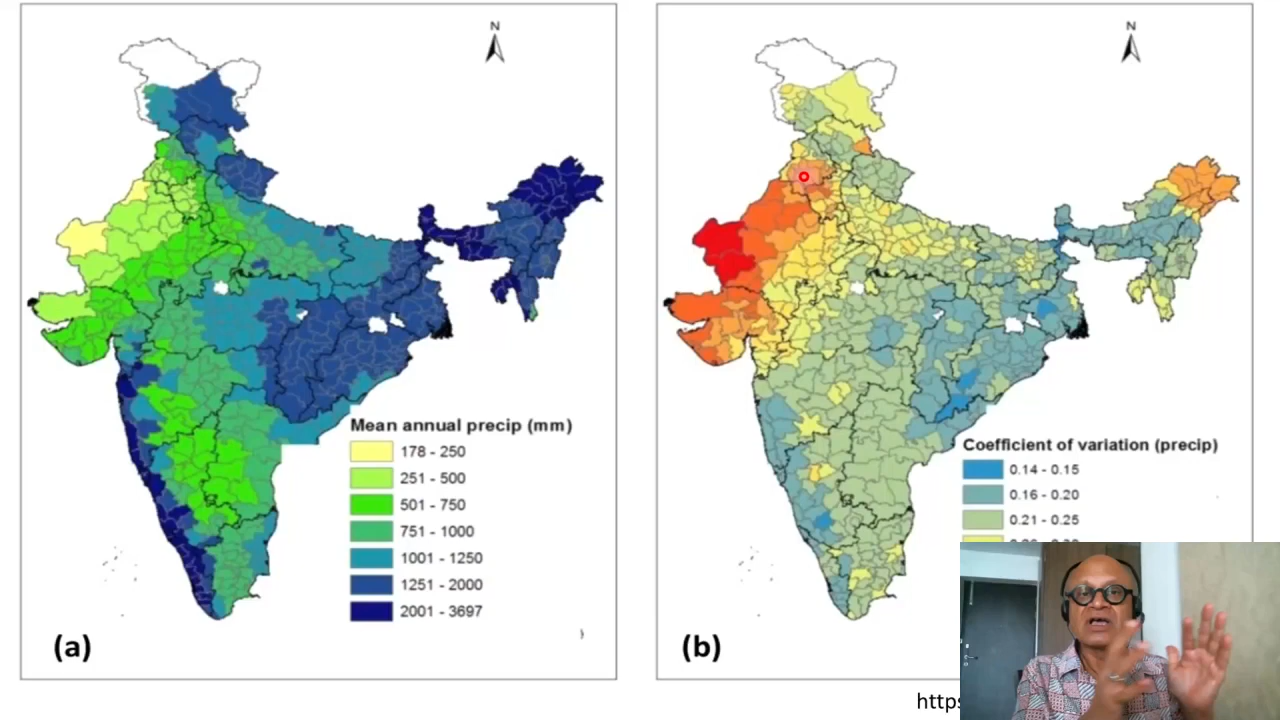 N
Mean annual precip (mm)
178 - 250
251 - 500
501 - 750
751 - 1000
1001 - 1250
1251 - 2000
2001 - 3697
(a)
N
Coefficient of variation (precip)
0.14 - 0.15
0.16 - 0.20
0.21 - 0.25
(b)
https